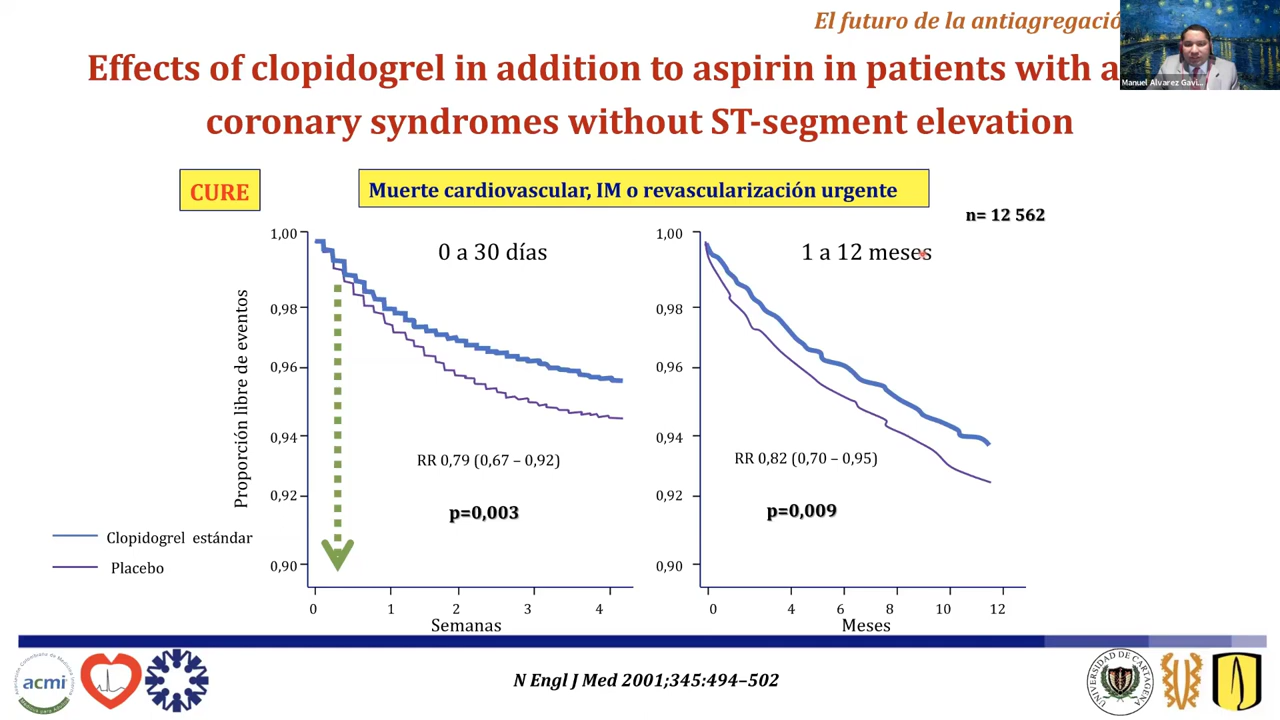 El futuro de la antiagregació
Manuel Alvarez Gavi...
Effects of clopidogrel in addition to aspirin in patients with a
coronary syndromes without ST-segment elevation
CURE
Muerte cardiovascular, IM o revascularización urgente
n= 12 562
Proporción libre de eventos
1,00
0,98
0,96
0,94
0,92
0,90
0 a 30 días
RR 0,79 (0,67 – 0,92)
p=0,003
0 1 2 3 4
Semanas
1,00
0,98
0,96
0,94
0,92
0,90
1 a 12 meses
RR 0,82 (0,70 – 0,95)
p=0,009
0 4 6 8 10 12
Meses
Clopidogrel estándar
Placebo
acmi
N Engl J Med 2001;345:494–502
UNIVERSIDAD DE CARTAGENA